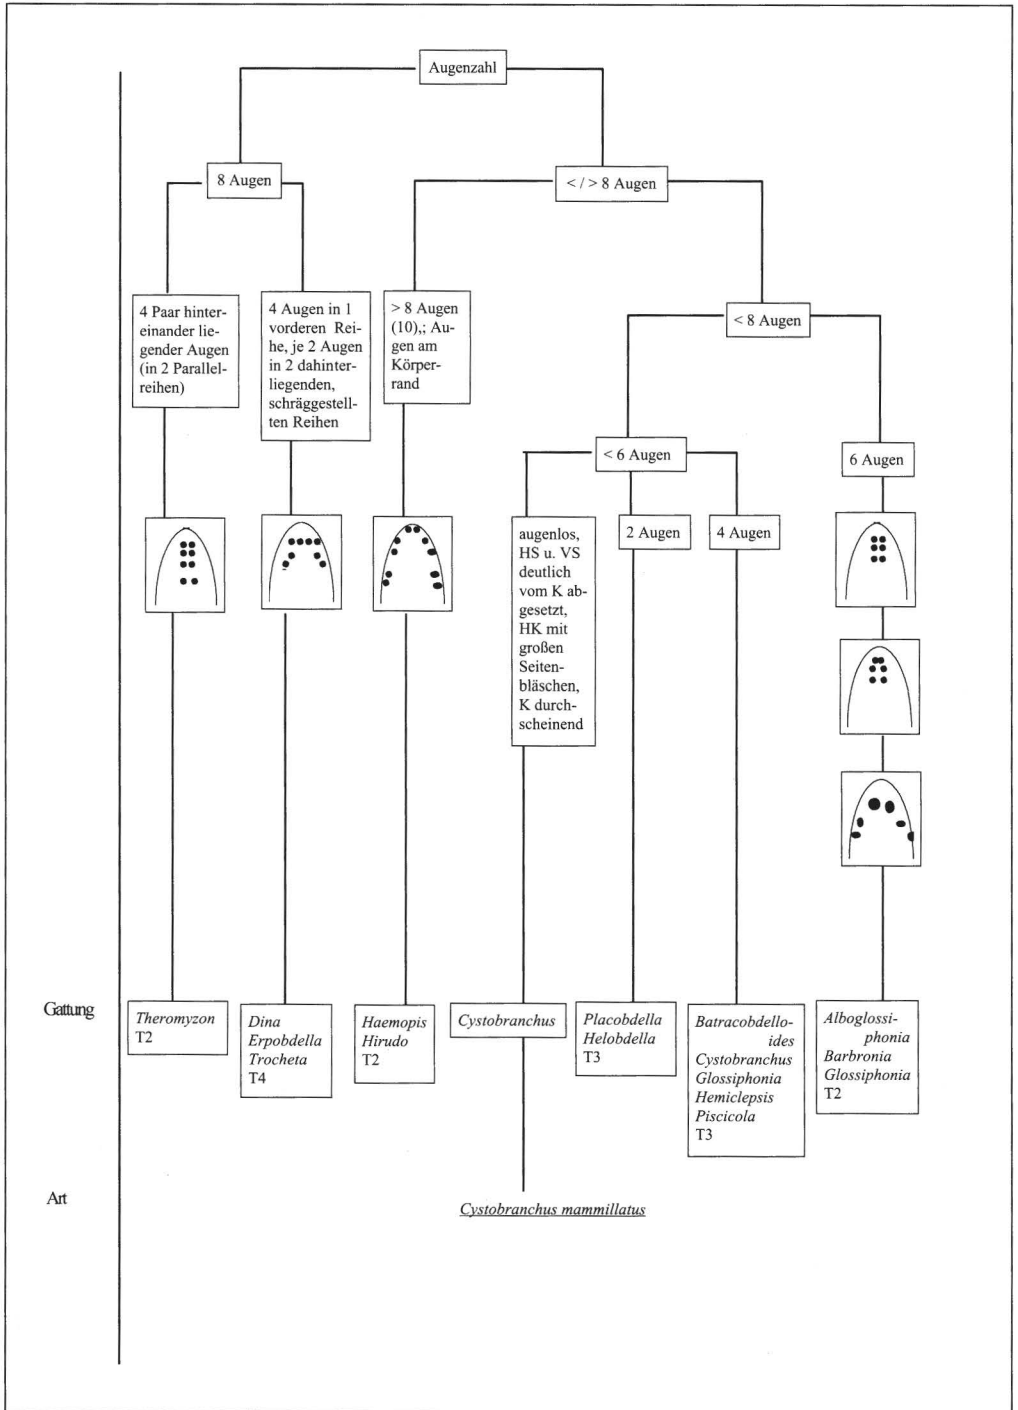 Augenzahl
8 Augen
< / > 8 Augen
4 Paar hinter-
einander lie-
gender Augen
(in 2 Parallel-
reihen)
4 Augen in 1
vorderen Rei-
he, je 2 Augen
in 2 dahinter-
liegenden,
schräggestell-
ten Reihen
> 8 Augen
(10),; Au-
gen am
Körper-
rand
< 8 Augen
< 6 Augen
6 Augen
augenlos,
HS u. VS
deutlich
vom K ab-
gesetzt,
HK mit
großen
Seiten-
bläschen,
K durch-
scheinend
2 Augen
4 Augen
Gattung
Theromyzon
T2
Dina
Erpobdella
Trocheta
T4
Haemopis
Hirudo
T2
Cystobranchus
Placobdella
Helobdella
T3
Batracobdello-
ides
Cystobranchus
Glossiphonia
Hemiclepsis
Piscicola
T3
Alboglossi-
phonia
Barbronia
Glossiphonia
T2
Art
Cystobranchus mammillatus